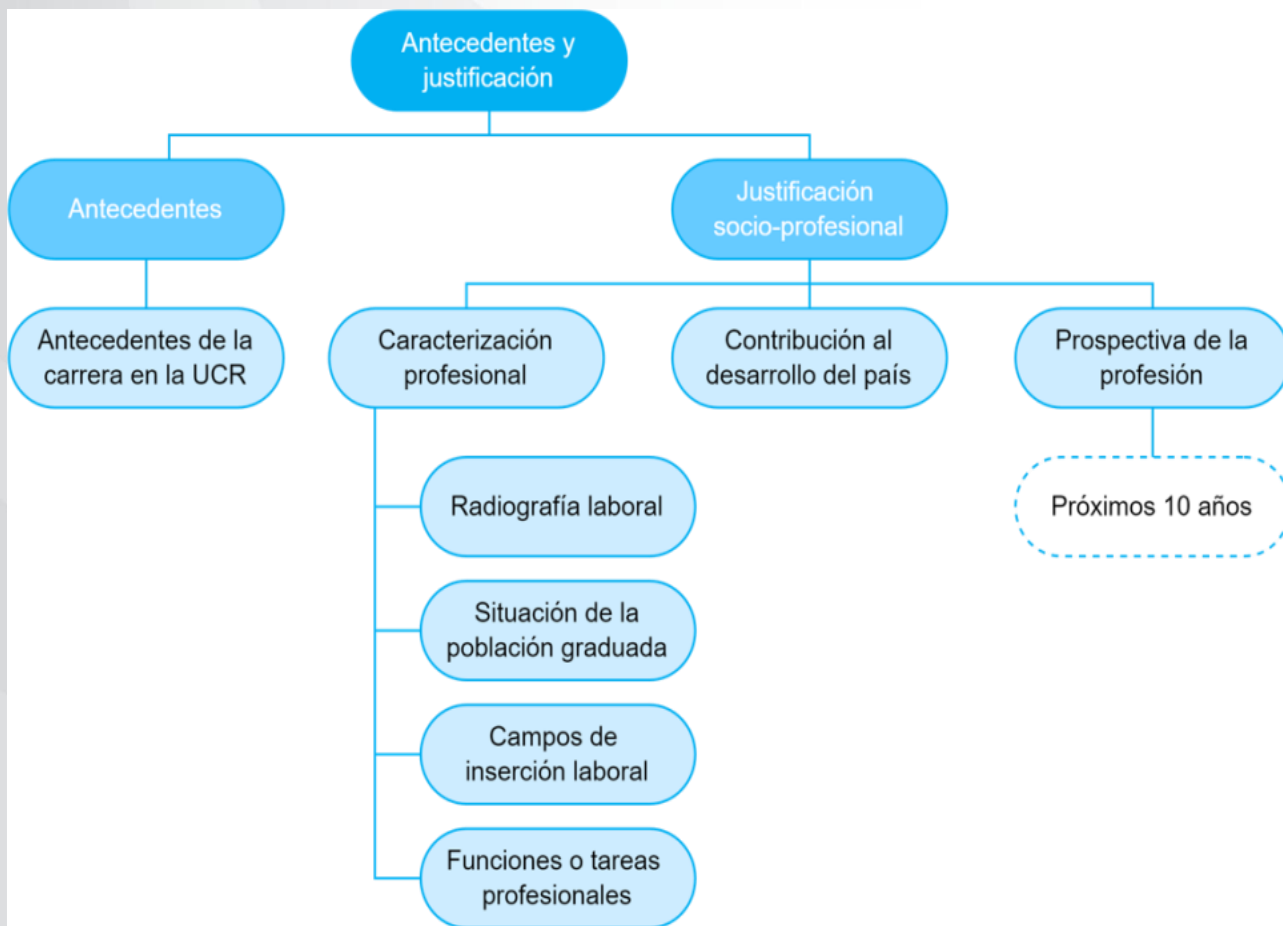 Antecedentes y
justificación
Antecedentes
Justificación
socio-profesional
Antecedentes de la
carrera en la UCR
Caracterización
profesional
Contribución al
desarrollo del país
Prospectiva de la
profesión
Radiografía laboral
Próximos 10 años
Situación de la
población graduada
Campos de
inserción laboral
Funciones o tareas
profesionales